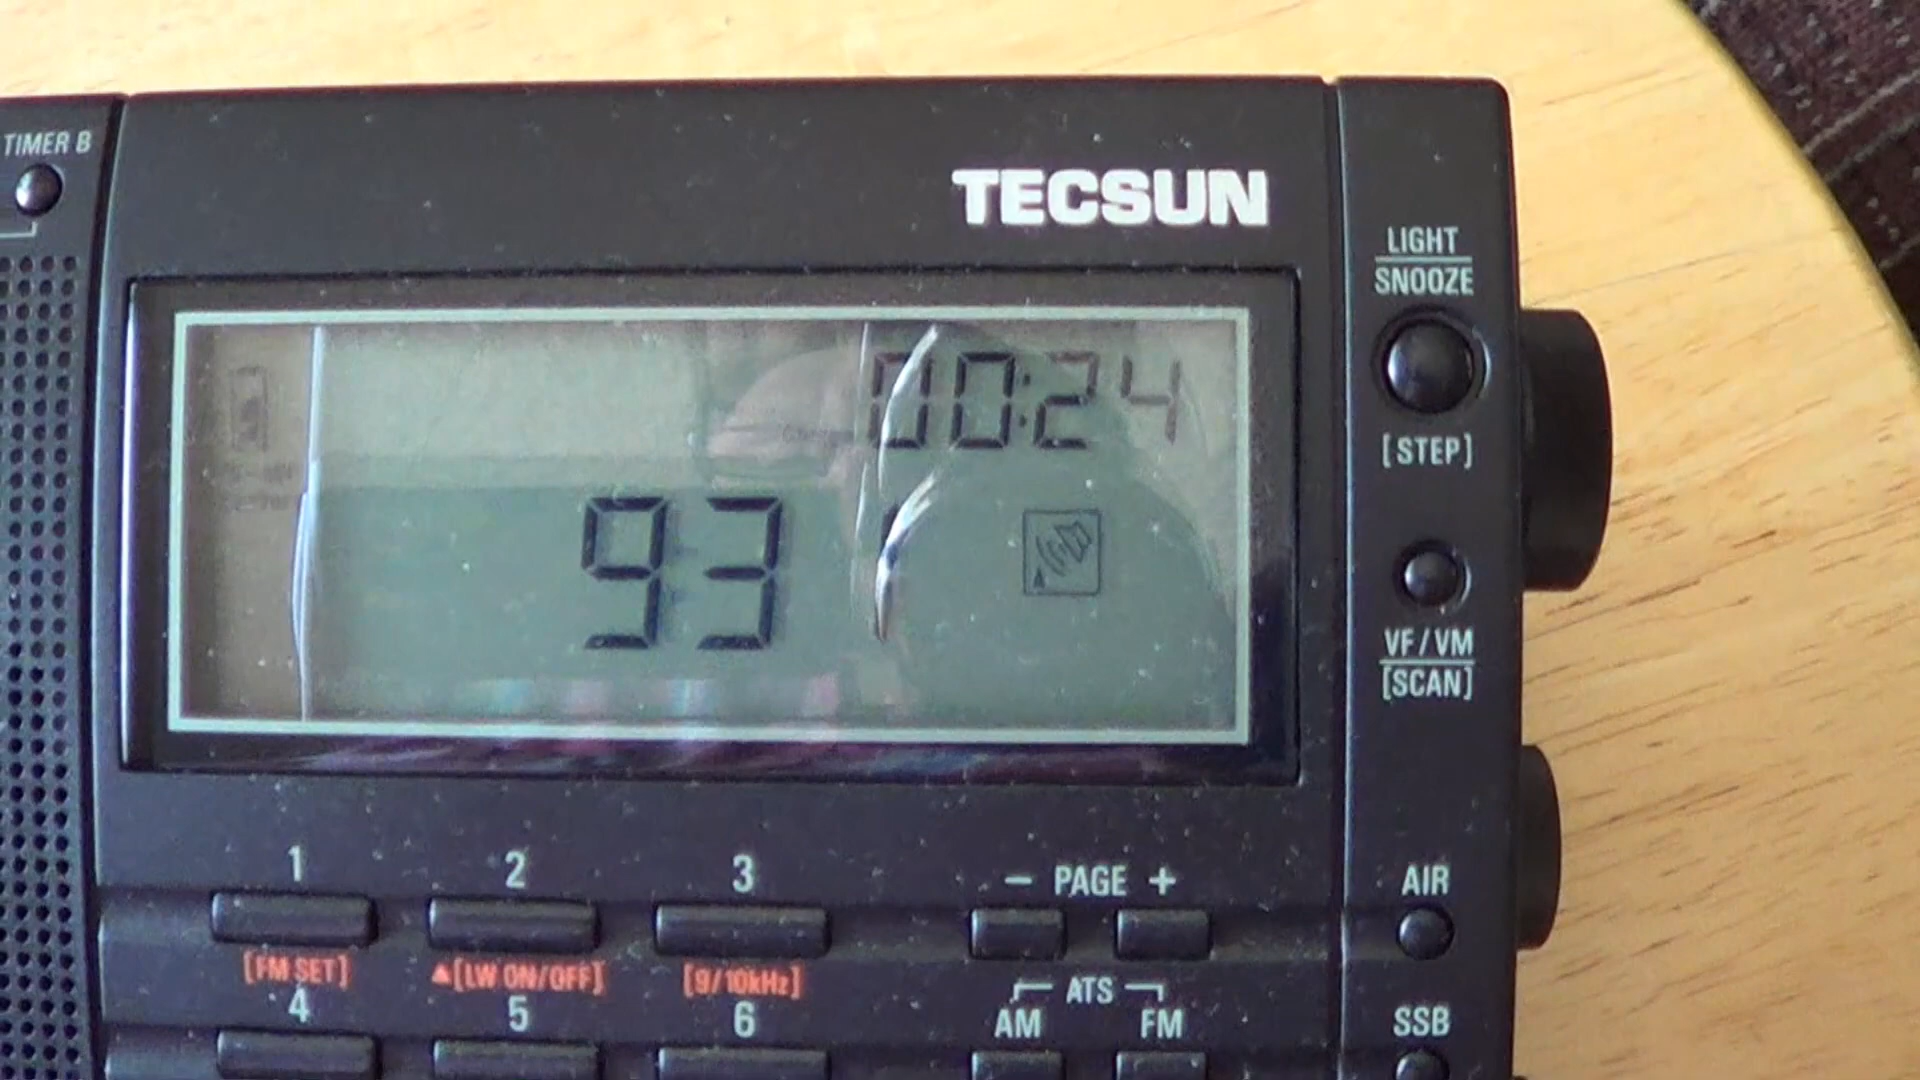 TIMER B
TECSUN
LIGHT
SNOOZE
[STEP]
00:24
93
VF/VM
[SCAN]
1 2 3 - PAGE + AIR
[FM SET] ▲[LW ON/OFF] [9/10kHz] ATS
4 5 6 AM FM SSB